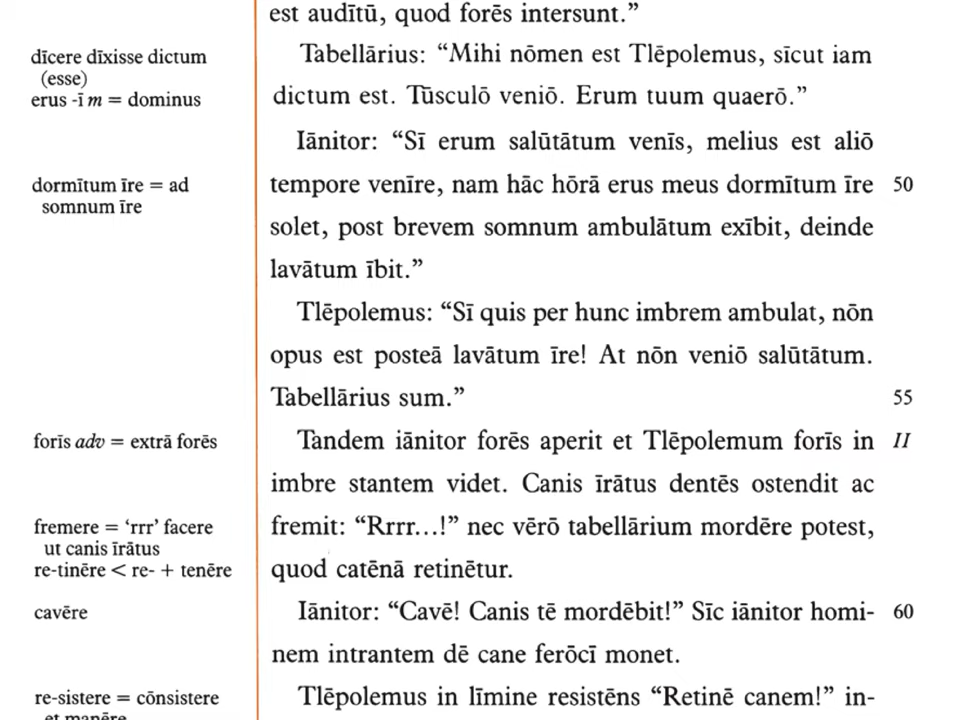 est audītū, quod forēs intersunt.”
Tabellārius: “Mihi nōmen est Tlēpolemus, sīcut iam
dictum est. Tūsculō veniō. Erum tuum quaerō.”
Iānitor: “Sī erum salūtātum venīs, melius est aliō
tempore venīre, nam hāc hōrā erus meus dormītum īre 50
solet, post brevem somnum ambulātum exībit, deinde
lavātum ībit.”
Tlēpolemus: “Sī quis per hunc imbrem ambulat, nōn
opus est posteā lavātum īre! At nōn veniō salūtātum.
Tabellārius sum.” 55
Tandem iānitor forēs aperit et Tlēpolemum forīs in II
imbre stantem videt. Canis īrātus dentēs ostendit ac
fremit: “Rrrr...!” nec vērō tabellārium mordēre potest,
quod catēnā retinētur.
Iānitor: “Cavē! Canis tē mordēbit!” Sīc iānitor homi- 60
nem intrantem dē cane ferōcī monet.
Tlēpolemus in līmine resistēns “Retinē canem!” in-
dīcere dīxisse dictum
(esse)
erus -ī m = dominus
dormītum īre = ad
somnum īre
forīs adv = extrā forēs
fremere = ‘rrr’ facere
ut canis īrātus
re-tinēre < re- + tenēre
cavēre
re-sistere = cōnsistere
et manēre